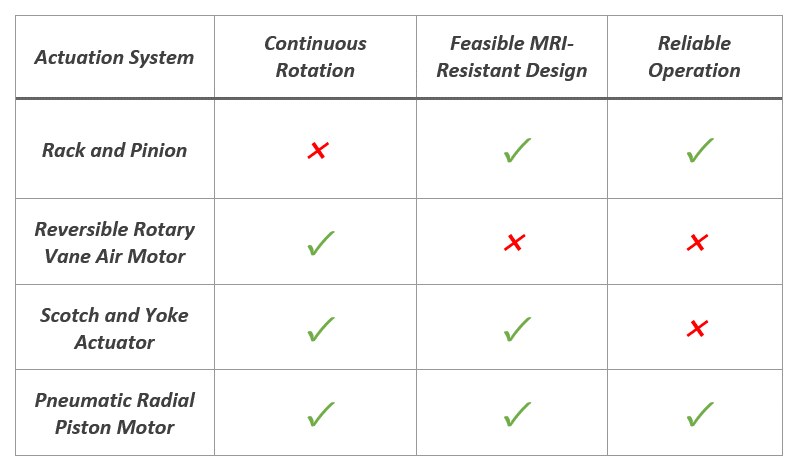 Actuation System
Continuous
Rotation
Feasible MRI-
Resistant Design
Reliable
Operation
Rack and Pinion
Reversible Rotary
Vane Air Motor
Scotch and Yoke
Actuator
Pneumatic Radial
Piston Motor